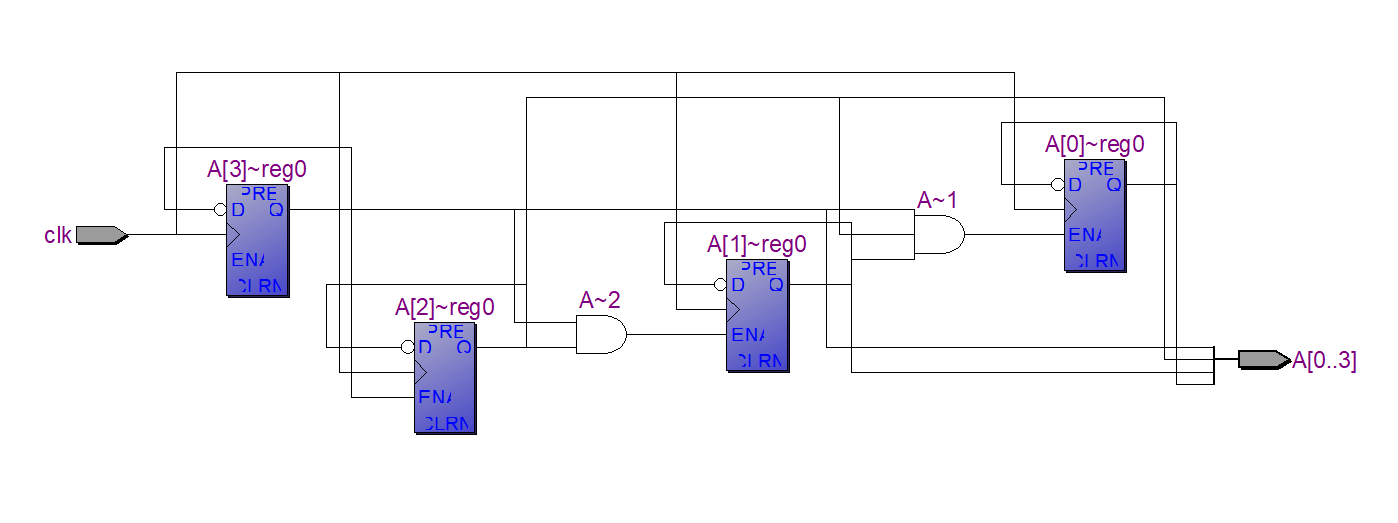 clk
A[3]~reg0
PRE
D
Q
ENA
CLRN
A[2]~reg0
PRE
D
Q
ENA
CLRN
A~2
A[1]~reg0
PRE
D
Q
ENA
CLRN
A~1
A[0]~reg0
PRE
D
Q
ENA
CLRN
A[0..3]